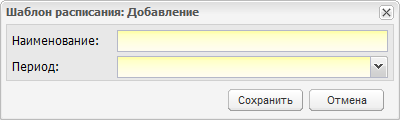 Шаблон расписания: Добавление
Наименование:
Период:
Сохранить Отмена